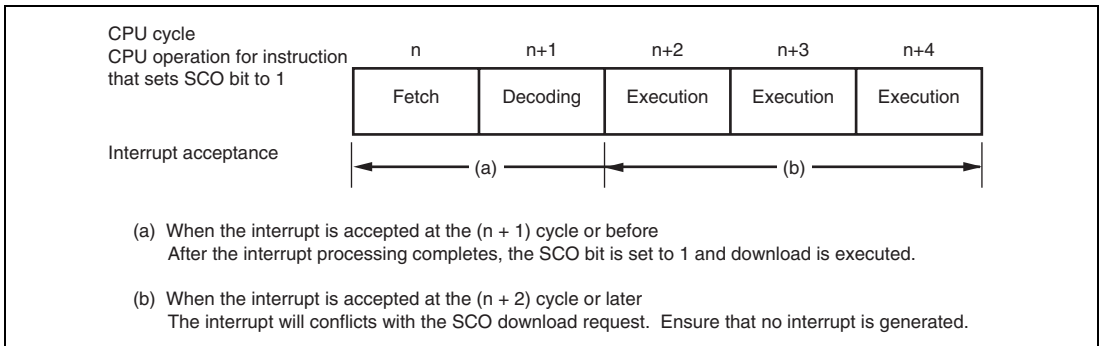 CPU cycle
CPU operation for instruction
that sets SCO bit to 1
n n+1 n+2 n+3 n+4
Fetch Decoding Execution Execution Execution
Interrupt acceptance
(a) (b)
(a) When the interrupt is accepted at the (n + 1) cycle or before
After the interrupt processing completes, the SCO bit is set to 1 and download is executed.
(b) When the interrupt is accepted at the (n + 2) cycle or later
The interrupt will conflicts with the SCO download request. Ensure that no interrupt is generated.